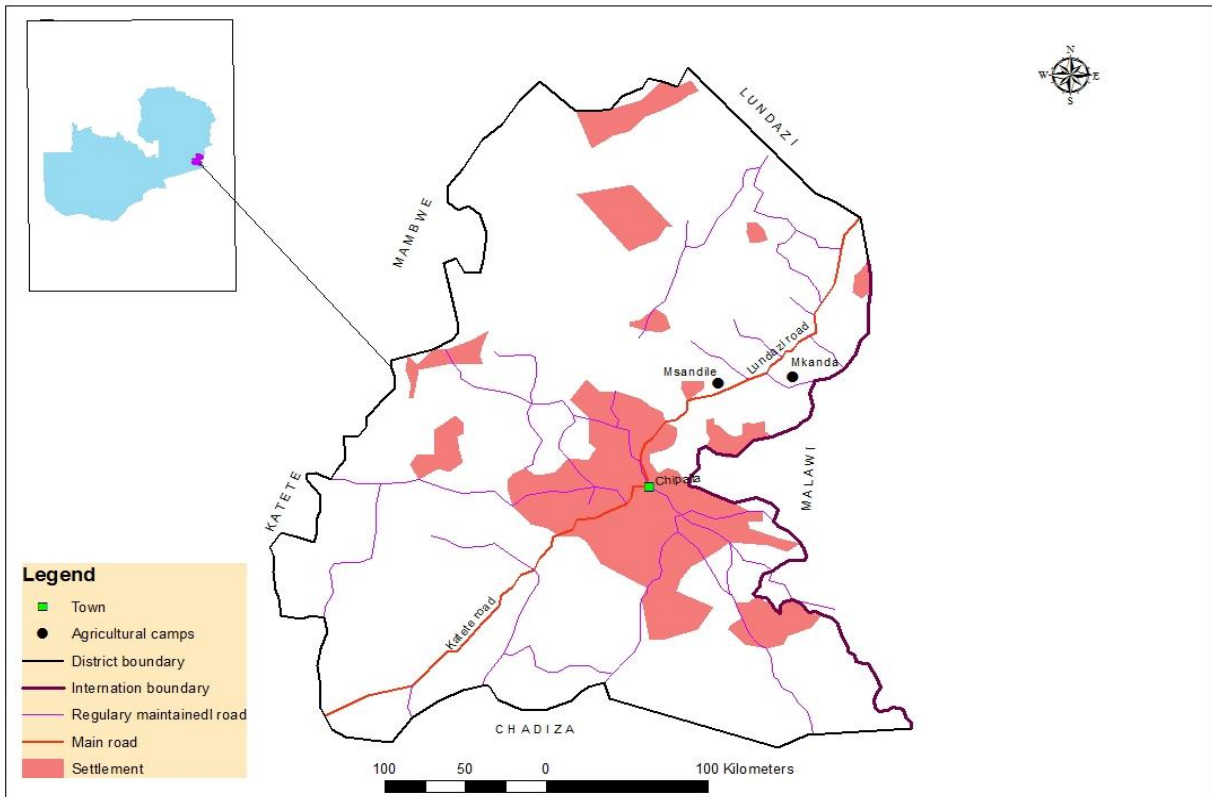 N
W E
S
LUNDAZI
MAMBWE
Lundazi road
Msandile
Mkanda
Chipata
MALAWI
KATETE
Katete road
CHADIZA
Legend
Town
Agricultural camps
District boundary
Internation boundary
Regulary maintainedl road
Main road
Settlement
100 50 0 100 Kilometers